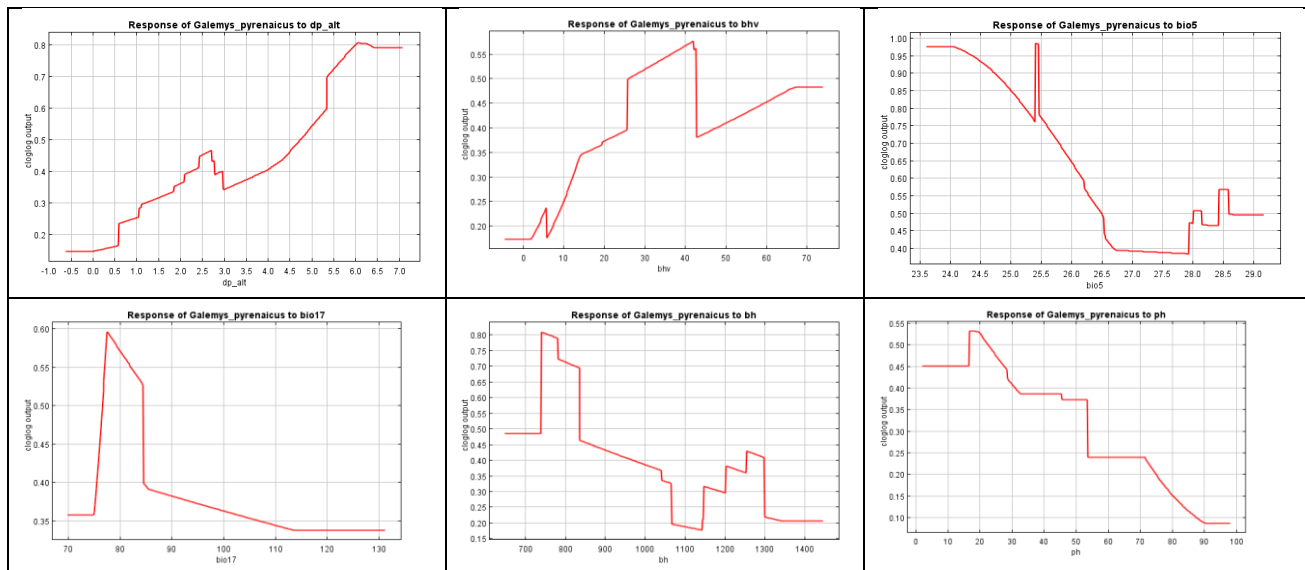 Response of Galemys_pyrenaicus to dp_alt
cloglog output
0.8
0.7
0.6
0.5
0.4
0.3
0.2
-1.0 -0.5 0.0 0.5 1.0 1.5 2.0 2.5 3.0 3.5 4.0 4.5 5.0 5.5 6.0 6.5 7.0
dp_alt
Response of Galemys_pyrenaicus to bhv
cloglog output
0.55
0.50
0.45
0.40
0.35
0.30
0.25
0.20
0 10 20 30 40 50 60 70
bhv
Response of Galemys_pyrenaicus to bio5
cloglog output
1.00
0.95
0.90
0.85
0.80
0.75
0.70
0.65
0.60
0.55
0.50
0.45
0.40
23.5 24.0 24.5 25.0 25.5 26.0 26.5 27.0 27.5 28.0 28.5 29.0
bio5
Response of Galemys_pyrenaicus to bio17
cloglog output
0.60
0.55
0.50
0.45
0.40
0.35
70 80 90 100 110 120 130
bio17
Response of Galemys_pyrenaicus to bh
cloglog output
0.80
0.75
0.70
0.65
0.60
0.55
0.50
0.45
0.40
0.35
0.30
0.25
0.20
0.15
700 800 900 1000 1100 1200 1300 1400
bh
Response of Galemys_pyrenaicus to ph
cloglog output
0.55
0.50
0.45
0.40
0.35
0.30
0.25
0.20
0.15
0.10
0 10 20 30 40 50 60 70 80 90 100
ph